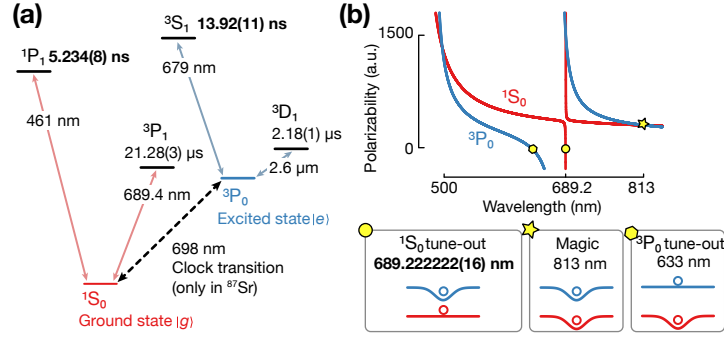 (a)
³S₁ 13.92(11) ns
¹P₁ 5.234(8) ns
679 nm
461 nm
³P₁
21.28(3) µs
³D₁
2.18(1) µs
2.6 µm
689.4 nm
³P₀
Excited state|e⟩
698 nm
Clock transition
(only in ⁸⁷Sr)
¹S₀
Ground state |g⟩
(b)
Polarizability (a.u.)
1500
0
¹S₀
³P₀
500
689.2
813
Wavelength (nm)
¹S₀ tune-out
689.222222(16) nm
Magic
813 nm
³P₀ tune-out
633 nm